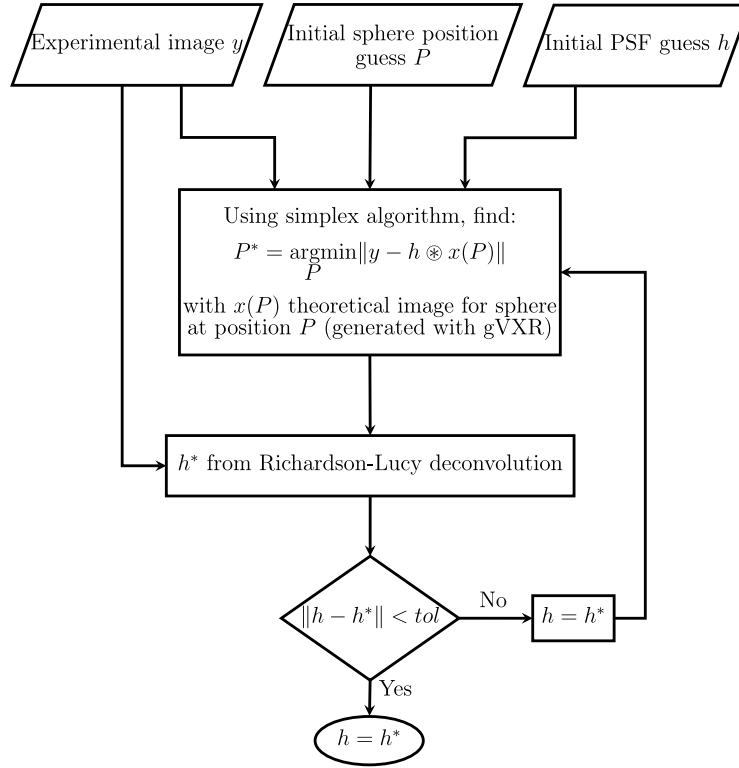 Experimental image y
Initial sphere position
guess P
Initial PSF guess h
Using simplex algorithm, find:
P* = argmin‖y − h ⊛ x(P)‖
P
with x(P) theoretical image for sphere
at position P (generated with gVXR)
h* from Richardson-Lucy deconvolution
‖h − h*‖ < tol
No
h = h*
Yes
h = h*